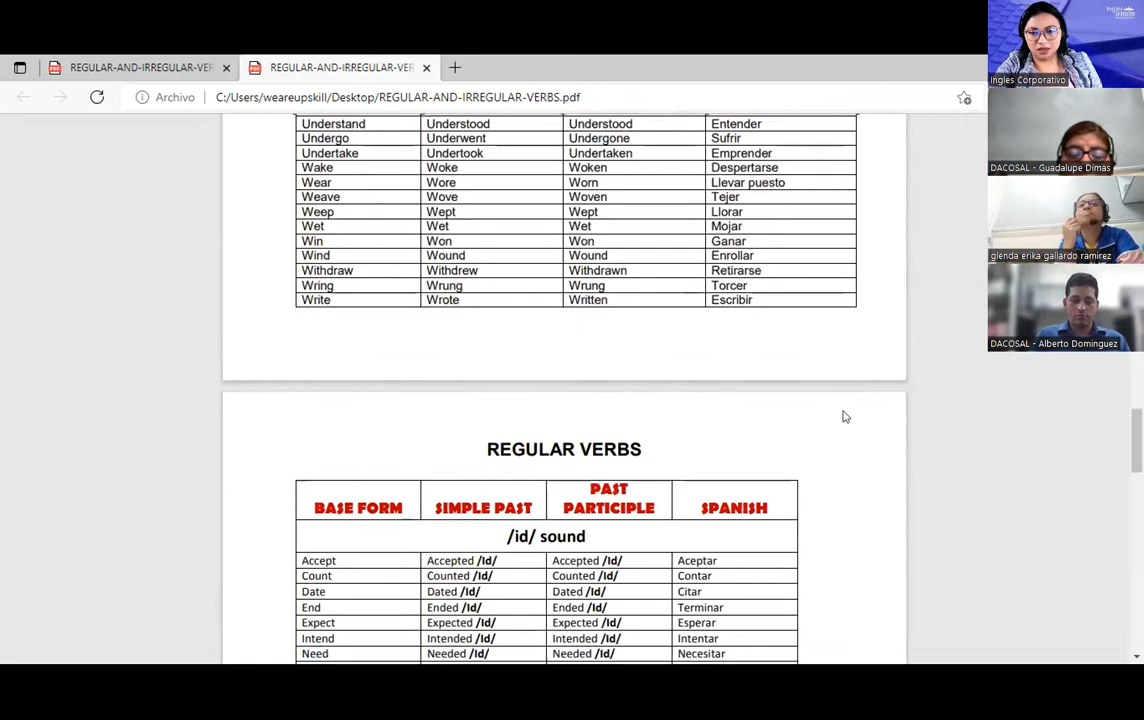 REGULAR-AND-IRREGULAR-VER
REGULAR-AND-IRREGULAR-VER
Archivo C:/Users/weareupskill/Desktop/REGULAR-AND-IRREGULAR-VERBS.pdf
Understand Understood Understood Entender
Undergo Underwent Undergone Sufrir
Undertake Undertook Undertaken Emprender
Wake Woke Woken Despertarse
Wear Wore Worn Llevar puesto
Weave Wove Woven Tejer
Weep Wept Wept Llorar
Wet Wet Wet Mojar
Win Won Won Ganar
Wind Wound Wound Enrollar
Withdraw Withdrew Withdrawn Retirarse
Wring Wrung Wrung Torcer
Write Wrote Written Escribir
REGULAR VERBS
BASE FORM SIMPLE PAST PAST PARTICIPLE SPANISH
/id/ sound
Accept Accepted /Id/ Accepted /Id/ Aceptar
Count Counted /Id/ Counted /Id/ Contar
Date Dated /Id/ Dated /Id/ Citar
End Ended /Id/ Ended /Id/ Terminar
Expect Expected /Id/ Expected /Id/ Esperar
Intend Intended /Id/ Intended /Id/ Intentar
Need Needed /Id/ Needed /Id/ Necesitar
Ingles Corporativo
DACOSAL - Guadalupe Dimas
glenda erika gallardo ramirez
DACOSAL - Alberto Domínguez